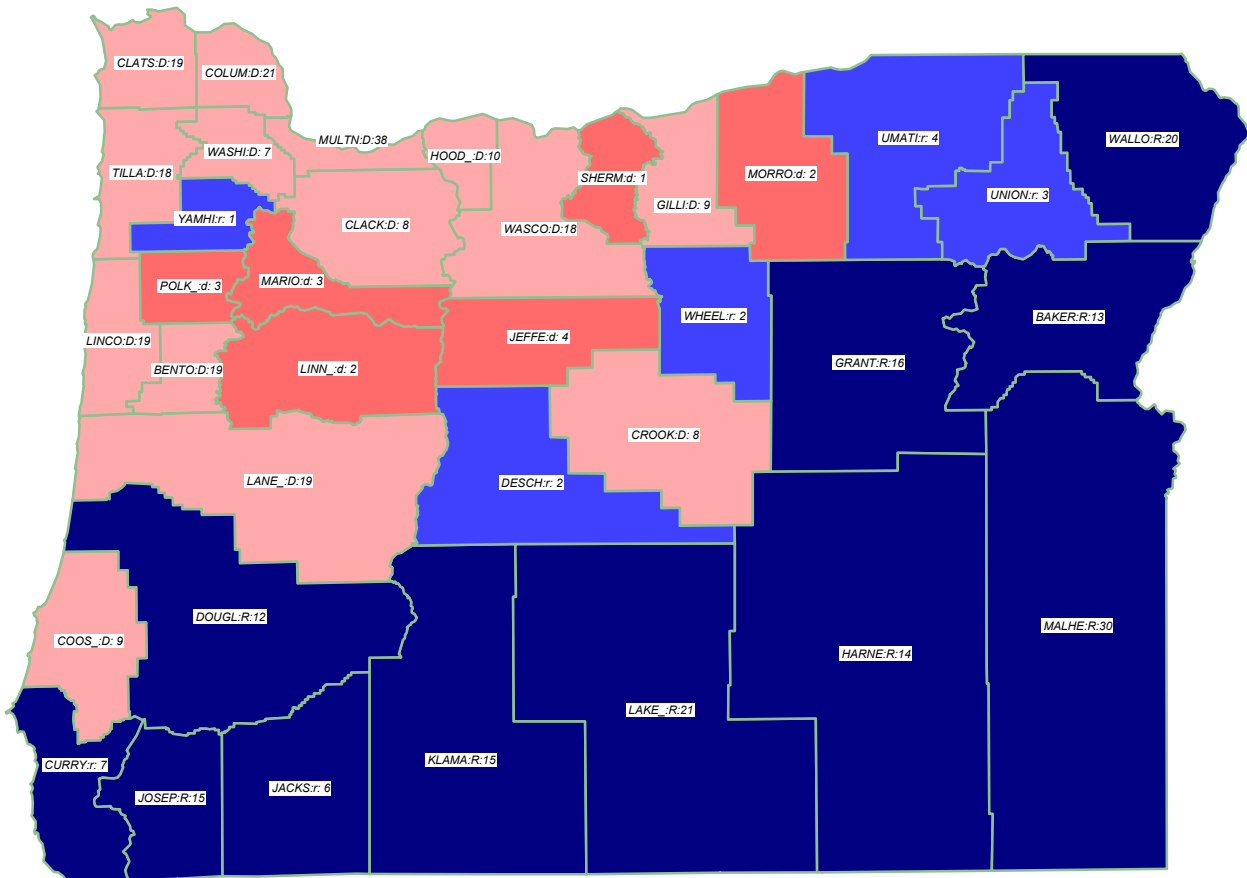 CLATS:D:19
COLUM:D:21
MULTN:D:38
WASHI:D: 7
HOOD_:D:10
TILLA:D:18
SHERM:d: 1
MORRO:d: 2
UMATI:r: 4
WALLO:R:20
UNION:r: 3
GILLI:D: 9
YAMHI:r: 1
CLACK:D: 8
WASCO:D:18
POLK_:d: 3
MARIO:d: 3
WHEEL:r: 2
BAKER:R:13
LINCO:D:19
JEFFE:d: 4
BENTO:D:19
LINN_:d: 2
GRANT:R:16
CROOK:D: 8
LANE_:D:19
DESCH:r: 2
DOUGL:R:12
COOS_:D: 9
MALHE:R:30
HARNE:R:14
LAKE_:R:21
CURRY:r: 7
KLAMA:R:15
JOSEP:R:15
JACKS:r: 6